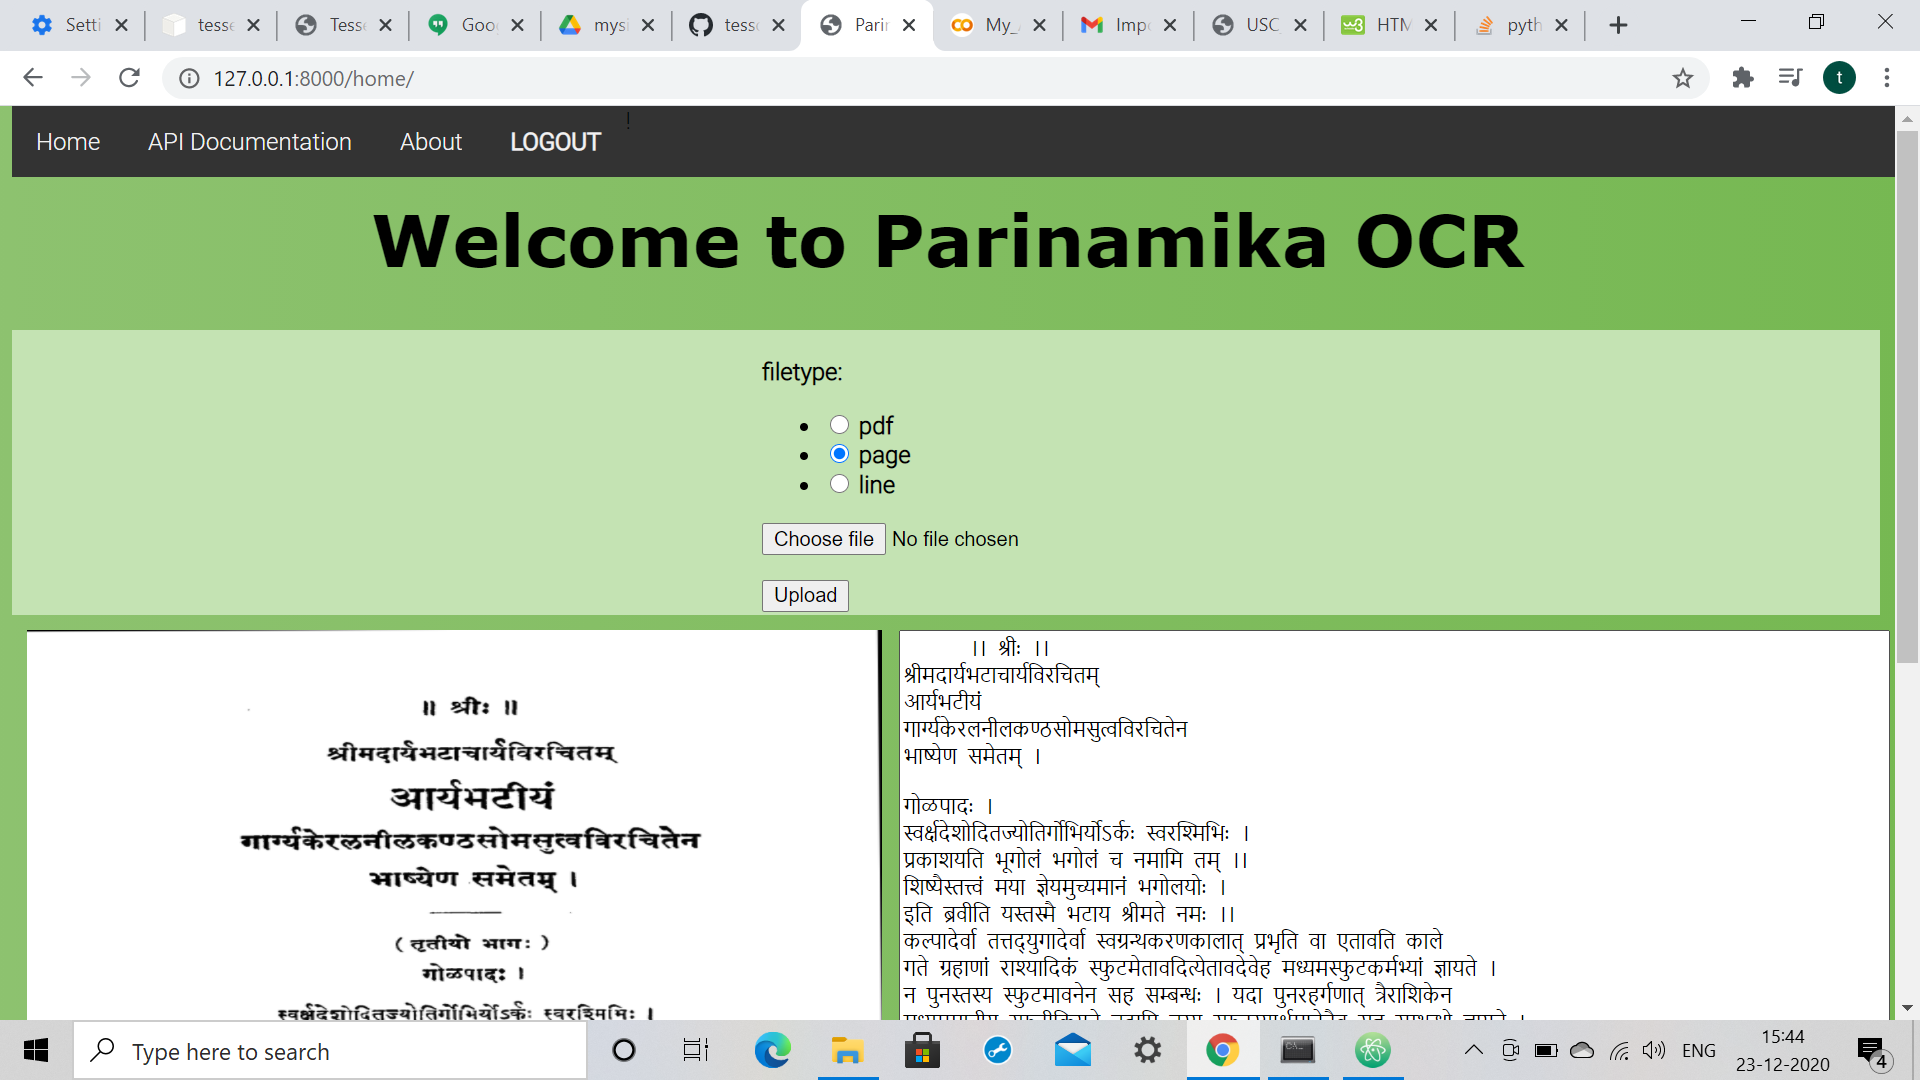 Setti
tesse
Tesse
Goo
mysi
tesse
Parin
My_
Impo
USC
HTM
pyth
127.0.0.1:8000/home/
t
!
Home API Documentation About LOGOUT
Welcome to Parinamika OCR
filetype:
pdf
page
line
Choose file No file chosen
Upload
॥ श्रीः ॥
श्रीमदार्यभटाचार्यविरचितम्
आर्यभटीयं
गार्ग्यकेरलनीलकण्ठसोमसुत्वविरचितेन
भाष्येण समेतम् ।
( तृतीयो भागः )
गोळपादः ।
स्वर्क्षदेशोदितज्योतिर्गोभिर्योऽर्कः स्वरश्मिभिः ।
।। श्रीः ।।
श्रीमदार्यभटाचार्यविरचितम्
आर्यभटीयं
गार्ग्यकेरलनीलकण्ठसोमसुत्वविरचितेन
भाष्येण समेतम् ।
गोळपादः ।
स्वर्क्षदेशोदितज्योतिर्गोभिर्योऽर्कः स्वरश्मिभिः ।
प्रकाशयति भूगोलं भगोलं च नमामि तम् ।।
शिष्यैस्तत्त्वं मया ज्ञेयमुच्यमानं भगोलयोः ।
इति ब्रवीति यस्तस्मै भटाय श्रीमते नमः ।।
कल्पादेर्वा तत्तद्युगादेर्वा स्वग्रन्थकरणकालात् प्रभृति वा एतावति काले
गते ग्रहाणां राश्यादिकं स्फुटमेतावदित्येतावदेवेह मध्यमस्फुटकर्मभ्यां ज्ञायते ।
न पुनस्तस्य स्फुटमावनेन सह सम्बन्धः । यदा पुनरहर्गणात् त्रैराशिकेन
Type here to search
ENG
15:44
23-12-2020
4